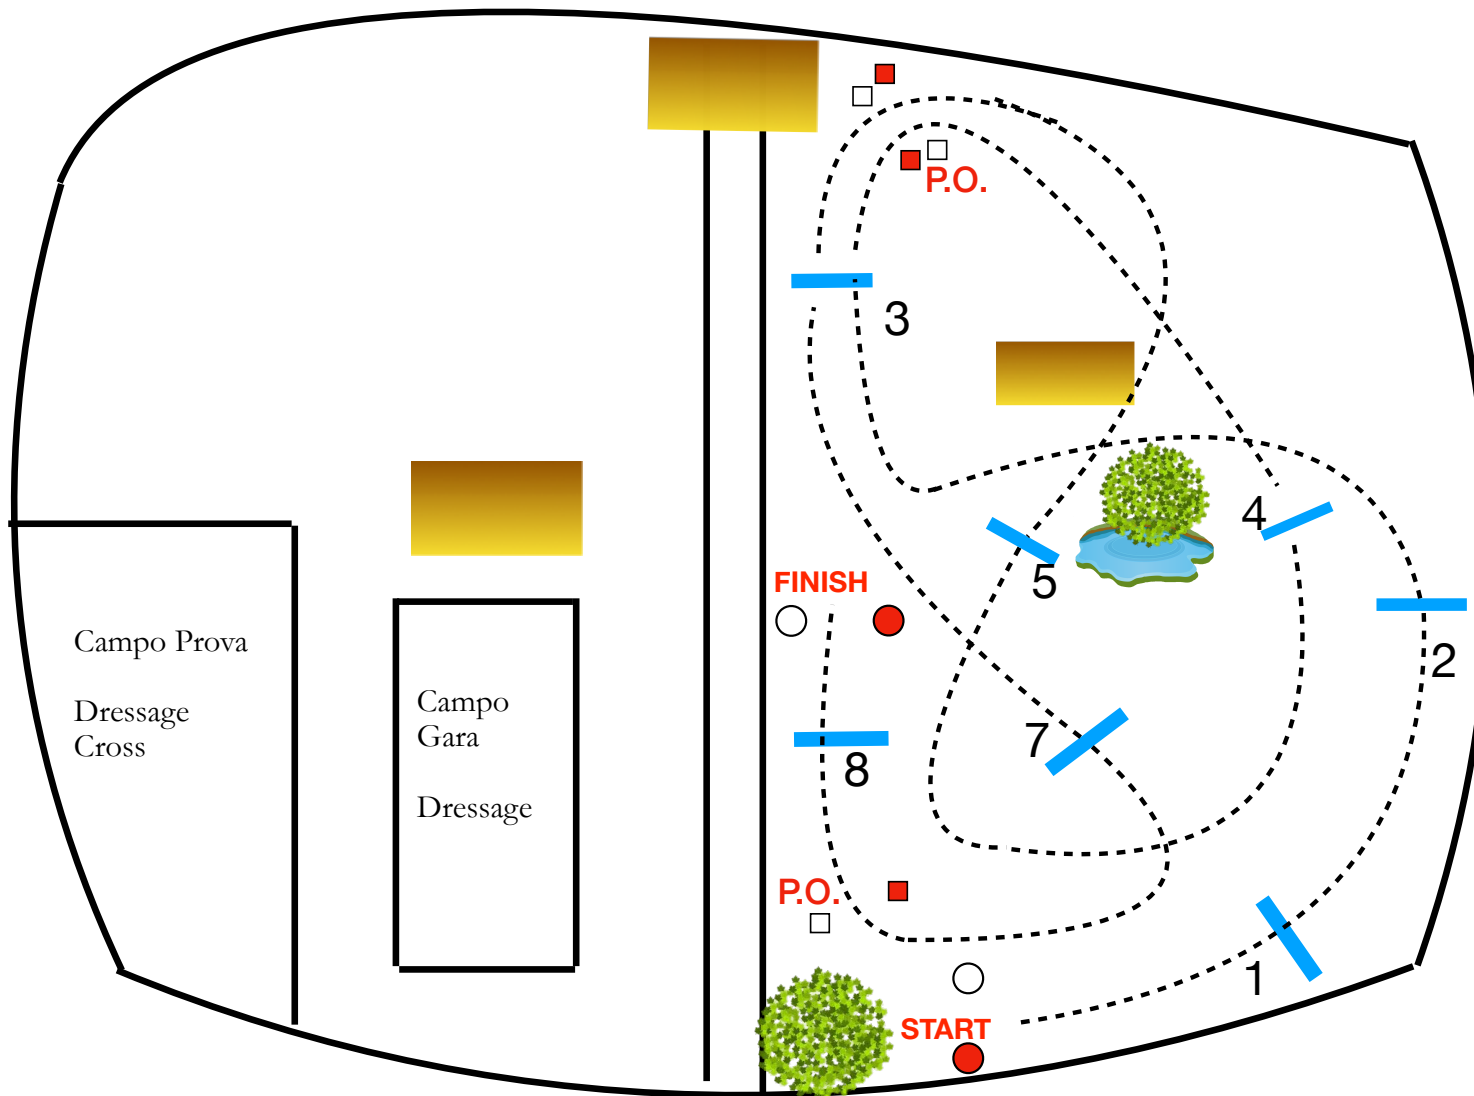 P.O.
3
4
5
FINISH
2
Campo Prova
Dressage
Cross
Campo
Gara
Dressage
7
8
P.O.
1
START